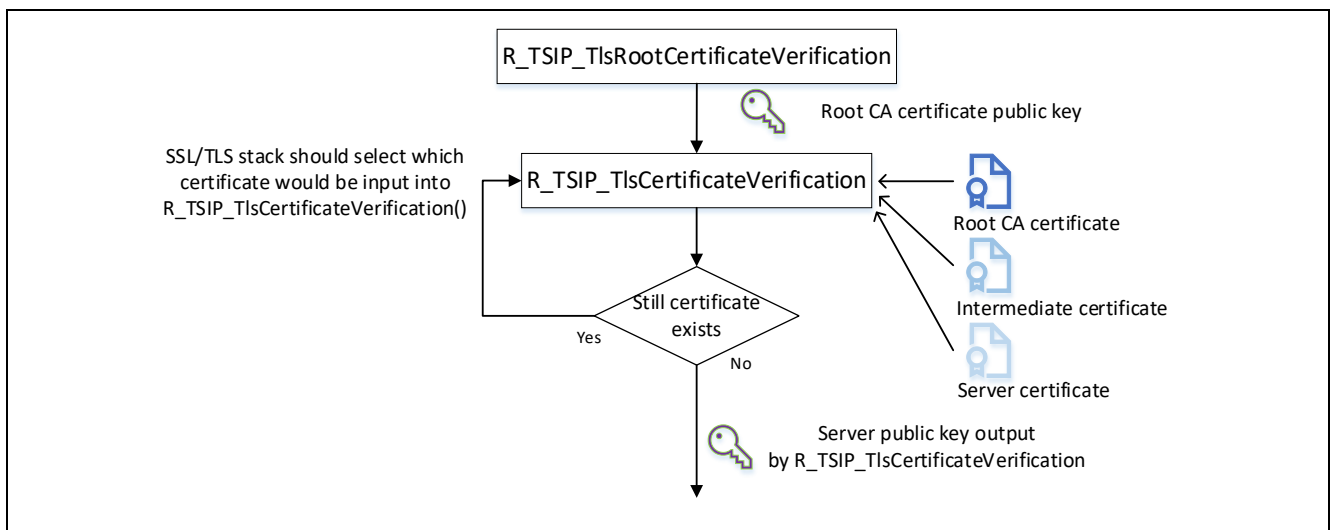 R_TSIP_TlsRootCertificateVerification
Root CA certificate public key
SSL/TLS stack should select which
certificate would be input into
R_TSIP_TlsCertificateVerification()
R_TSIP_TlsCertificateVerification
Root CA certificate
Still certificate
exists
Intermediate certificate
Yes
No
Server certificate
Server public key output
by R_TSIP_TlsCertificateVerification